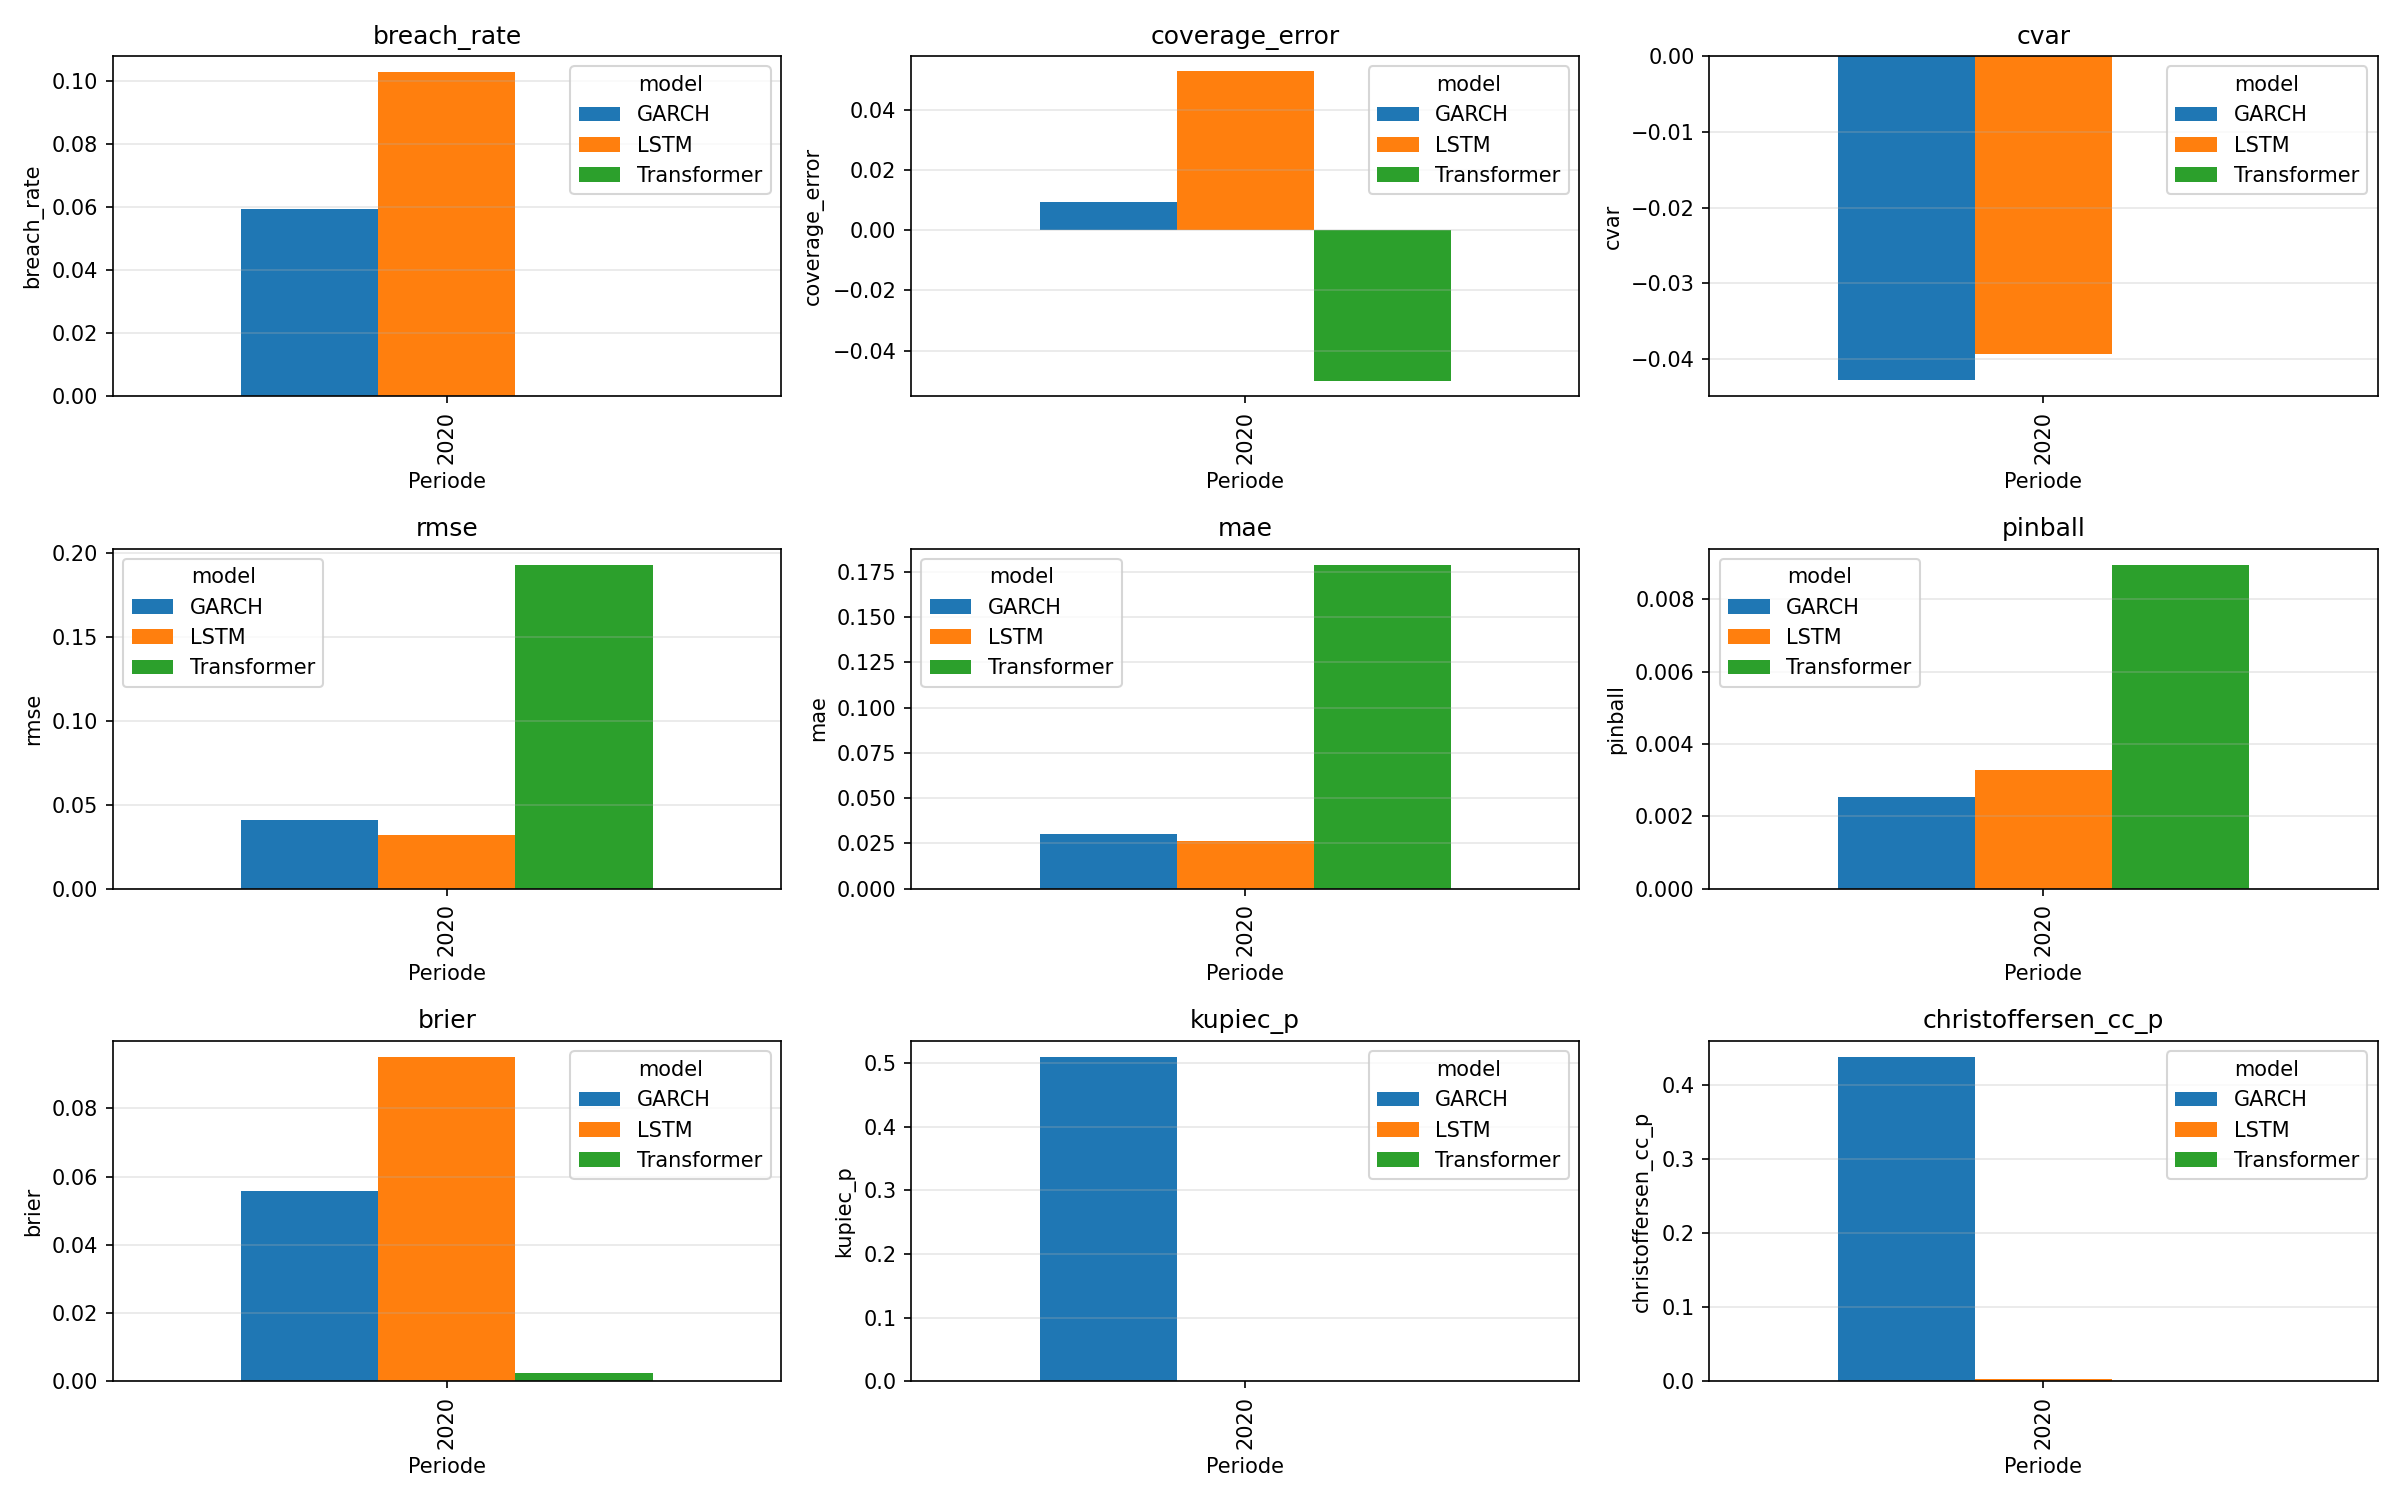 breach_rate
breach_rate
0.10
0.08
0.06
0.04
0.02
0.00
model
GARCH
LSTM
Transformer
2020
Periode
coverage_error
coverage_error
0.04
0.02
0.00
−0.02
−0.04
model
GARCH
LSTM
Transformer
2020
Periode
cvar
cvar
0.00
−0.01
−0.02
−0.03
−0.04
model
GARCH
LSTM
Transformer
2020
Periode
rmse
rmse
0.20
0.15
0.10
0.05
0.00
model
GARCH
LSTM
Transformer
2020
Periode
mae
mae
0.175
0.150
0.125
0.100
0.075
0.050
0.025
0.000
model
GARCH
LSTM
Transformer
2020
Periode
pinball
pinball
0.008
0.006
0.004
0.002
0.000
model
GARCH
LSTM
Transformer
2020
Periode
brier
brier
0.08
0.06
0.04
0.02
0.00
model
GARCH
LSTM
Transformer
2020
Periode
kupiec_p
kupiec_p
0.5
0.4
0.3
0.2
0.1
0.0
model
GARCH
LSTM
Transformer
2020
Periode
christoffersen_cc_p
christoffersen_cc_p
0.4
0.3
0.2
0.1
0.0
model
GARCH
LSTM
Transformer
2020
Periode